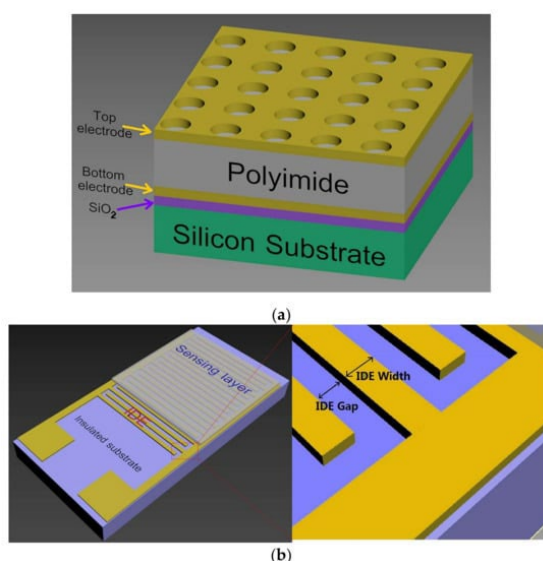 Top
electrode
Bottom
electrode
SiO₂
Polyimide
Silicon Substrate
(a)
Sensing layer
IDE
Insulated substrate
IDE Width
IDE Gap
(b)